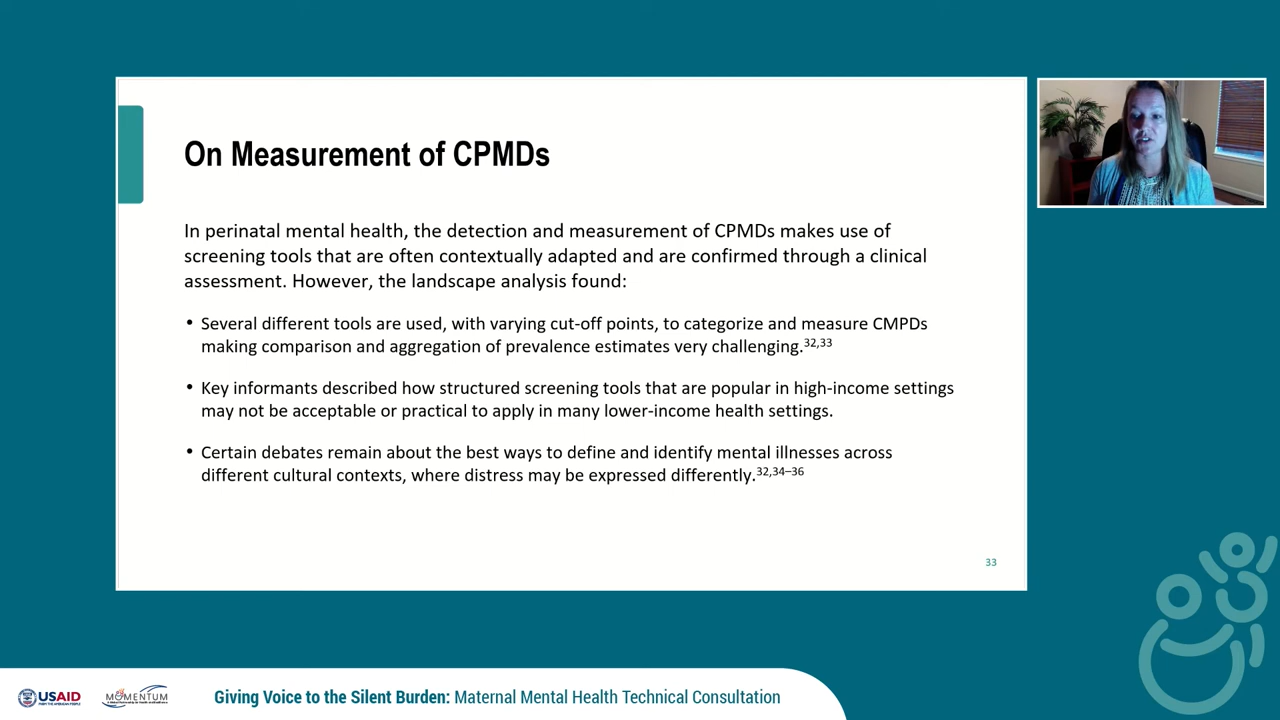 On Measurement of CPMDs
In perinatal mental health, the detection and measurement of CPMDs makes use of
screening tools that are often contextually adapted and are confirmed through a clinical
assessment. However, the landscape analysis found:
• Several different tools are used, with varying cut-off points, to categorize and measure CMPDs
making comparison and aggregation of prevalence estimates very challenging.32,33
• Key informants described how structured screening tools that are popular in high-income settings
may not be acceptable or practical to apply in many lower-income health settings.
• Certain debates remain about the best ways to define and identify mental illnesses across
different cultural contexts, where distress may be expressed differently.32,34–36
33
USAID
FROM THE AMERICAN PEOPLE
MOMENTUM
Giving Voice to the Silent Burden: Maternal Mental Health Technical Consultation